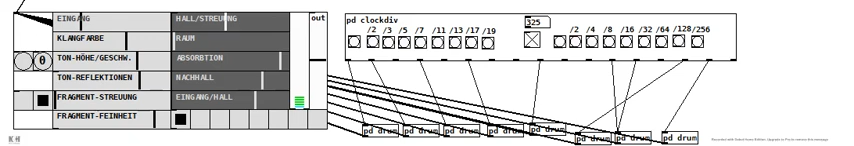 EINGANG
HALL/STREUUNG
out
KLANGFARBE
RAUM
TON-HÖHE/GESCHW.
ABSORBTION
TON-REFLEKTIONEN
NACHHALL
FRAGMENT-STREUUNG
EINGANG/HALL
FRAGMENT-FEINHEIT
0
pd clockdiv
325
/2 /3 /5 /7 /11 /13 /17 /19
/2 /4 /8 /16 /32 /64 /128 /256
pd drum pd drum pd drum pd drum pd drum pd drum pd drum pd drum